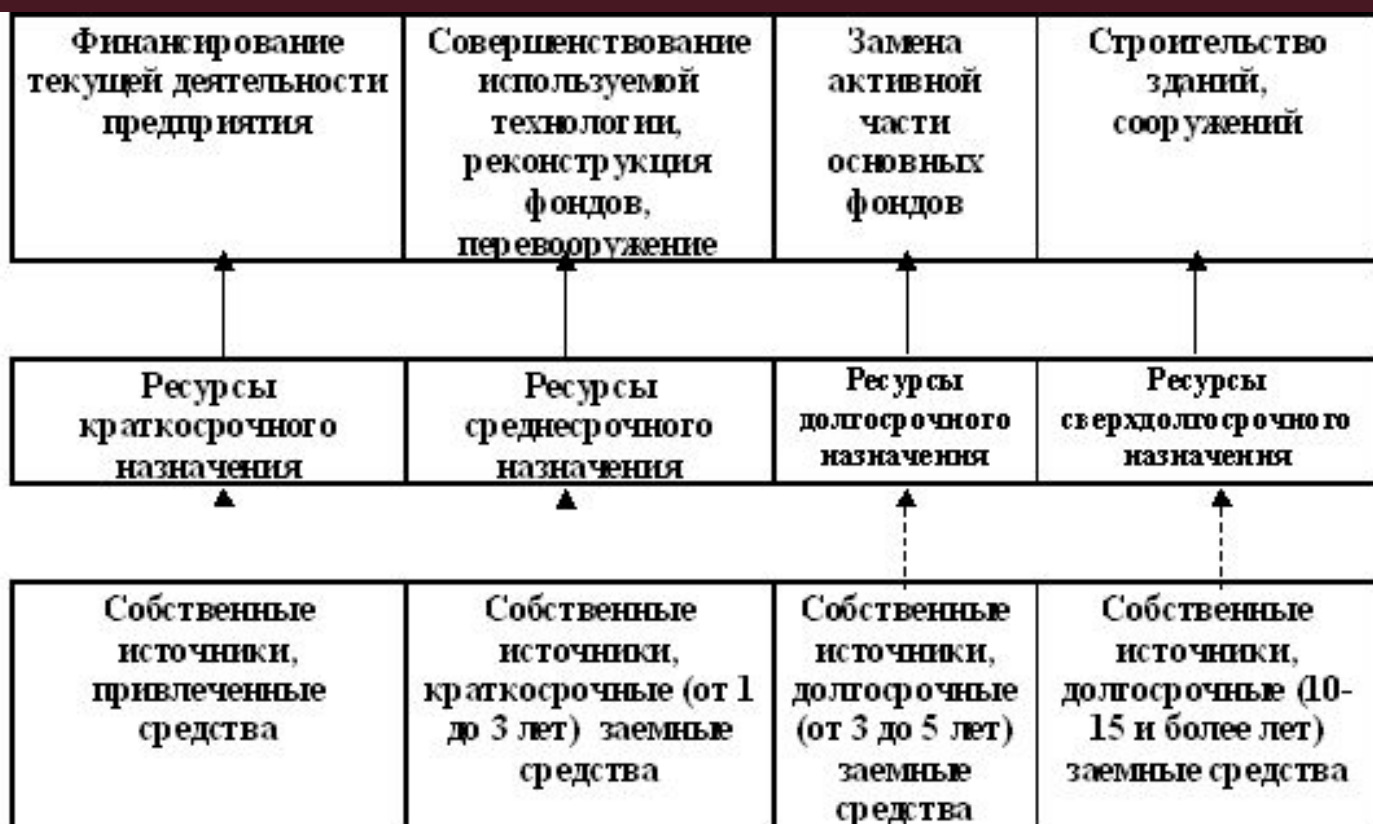 Финансирование
текущей деятельности
предприятия
Совершенствование
используемой
технологии,
реконструкция
фондов,
перевооружение
Замена
активной
части
основных
фондов
Строительство
зданий,
сооружений
Ресурсы
краткосрочного
назначения
Ресурсы
среднесрочного
назначения
Ресурсы
долгосрочного
назначения
Ресурсы
сверхдолгосрочного
назначения
Собственные
источники,
привлеченные
средства
Собственные
источники,
краткосрочные (от 1
до 3 лет) заемные
средства
Собственные
источники,
долгосрочные
(от 3 до 5 лет)
заемные
средства
Собственные
источники,
долгосрочные (10-
15 и более лет)
заемные средства